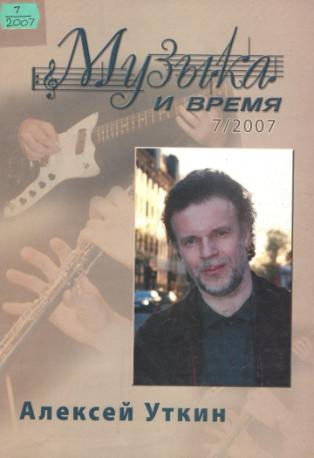 7
2007
Музыка
и время
7/2007
Алексей Уткин